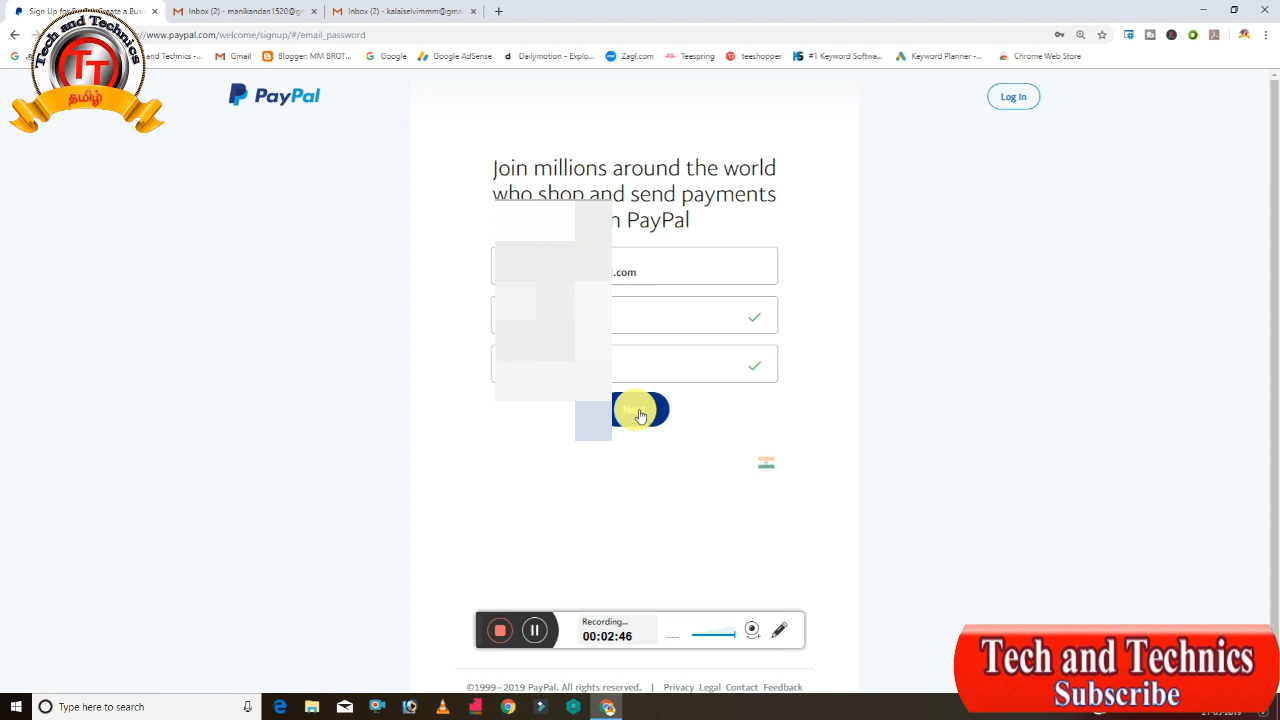 Sign Up for PayPal: Create a Busi
Inbox (2) - manikandan1520@gm
Inbox (2) - kalaiselvimmm@gma
//www.paypal.com/welcome/signup/#/email_password
and Technics -...
Gmail
Blogger: MM BROT...
Google
Google AdSense
Dailymotion - Explo...
Zagl.com
Teespring
teeshopper
#1 Keyword Softwa...
Keyword Planner -...
Chrome Web Store
Tech and Technics
TT
தமிழ்
PayPal
Log In
Join millions around the world
who shop and send payments
PayPal
.com
Recording...
00:02:46
©1999–2019 PayPal. All rights reserved. | Privacy Legal Contact Feedback
Tech and Technics
Subscribe
Type here to search